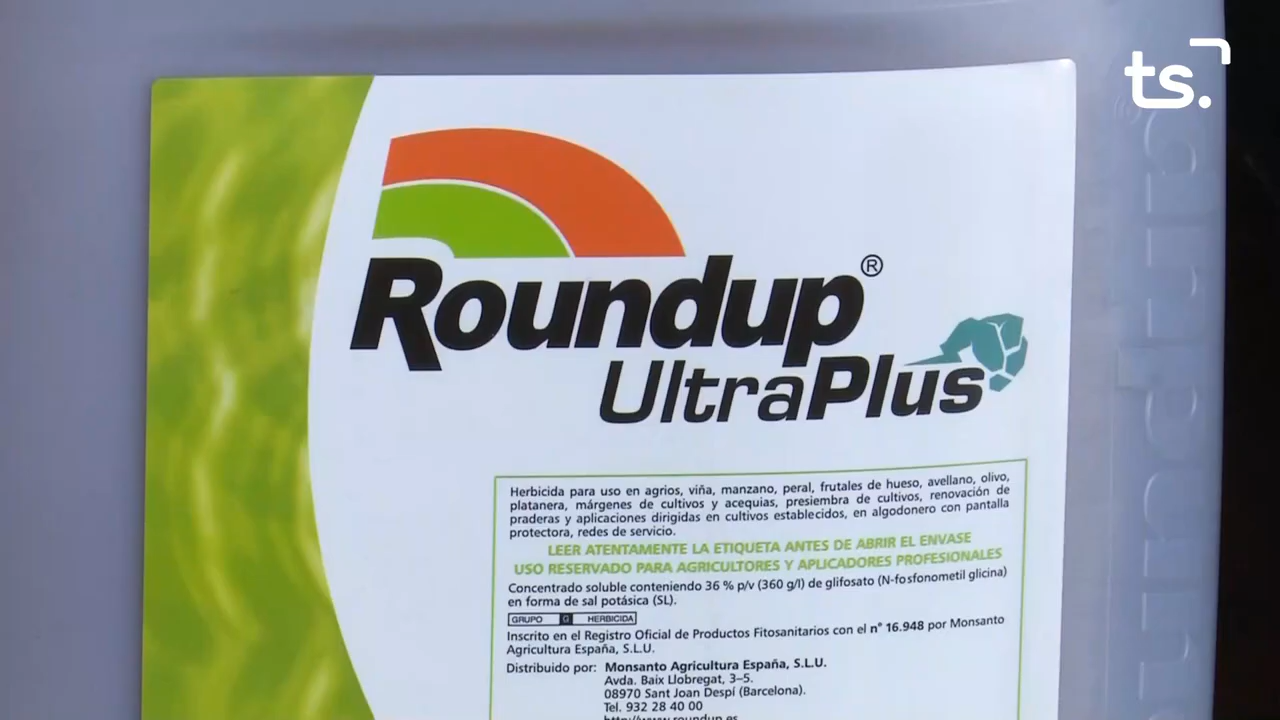 ts.
Roundup®
UltraPlus
Herbicida para uso en agrios, viña, manzano, peral, frutales de hueso, avellano, olivo,
platanera, márgenes de cultivos y acequias, presiembra de cultivos, renovación de
praderas y aplicaciones dirigidas en cultivos establecidos, en algodonero con pantalla
protectora, redes de servicio.
LEER ATENTAMENTE LA ETIQUETA ANTES DE ABRIR EL ENVASE
USO RESERVADO PARA AGRICULTORES Y APLICADORES PROFESIONALES
Concentrado soluble conteniendo 36 % p/v (360 g/l) de glifosato (N-fosfonometil glicina)
en forma de sal potásica (SL).
GRUPO G HERBICIDA
Inscrito en el Registro Oficial de Productos Fitosanitarios con el n° 16.948 por Monsanto
Agricultura España, S.L.U.
Distribuido por: Monsanto Agricultura España, S.L.U.
Avda. Baix Llobregat, 3–5.
08970 Sant Joan Despí (Barcelona).
Tel. 932 28 40 00
http://www.roundup.es